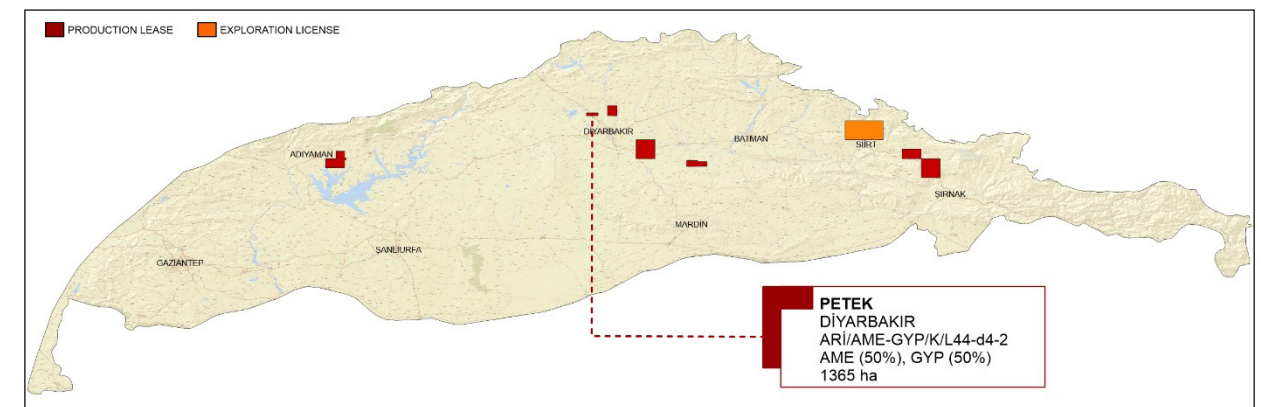 PRODUCTION LEASE
EXPLORATION LICENSE
DİYARBAKIR
BATMAN
SİİRT
ADIYAMAN
ŞIRNAK
MARDİN
ŞANLIURFA
GAZİANTEP
PETEK
DİYARBAKIR
ARİ/AME-GYP/K/L44-d4-2
AME (50%), GYP (50%)
1365 ha